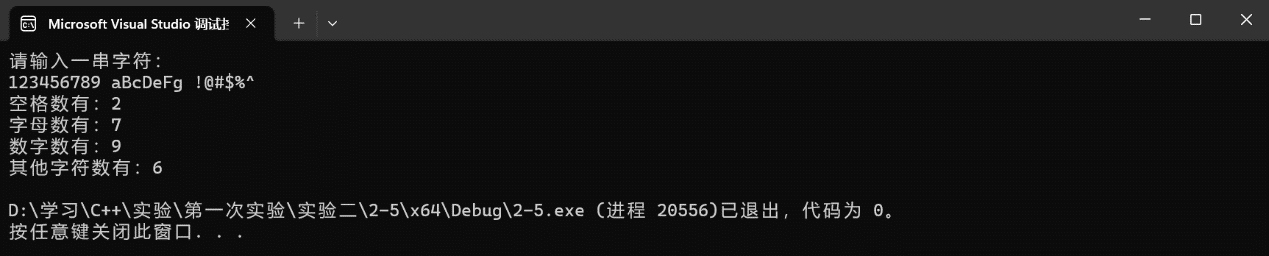 Microsoft Visual Studio 调试控
请输入一串字符：
123456789 aBcDeFg !@#$%^
空格数有：2
字母数有：7
数字数有：9
其他字符数有：6
D:\学习\C++\实验\第一次实验\实验二\2-5\x64\Debug\2-5.exe (进程 20556)已退出，代码为 0。
按任意键关闭此窗口. . .